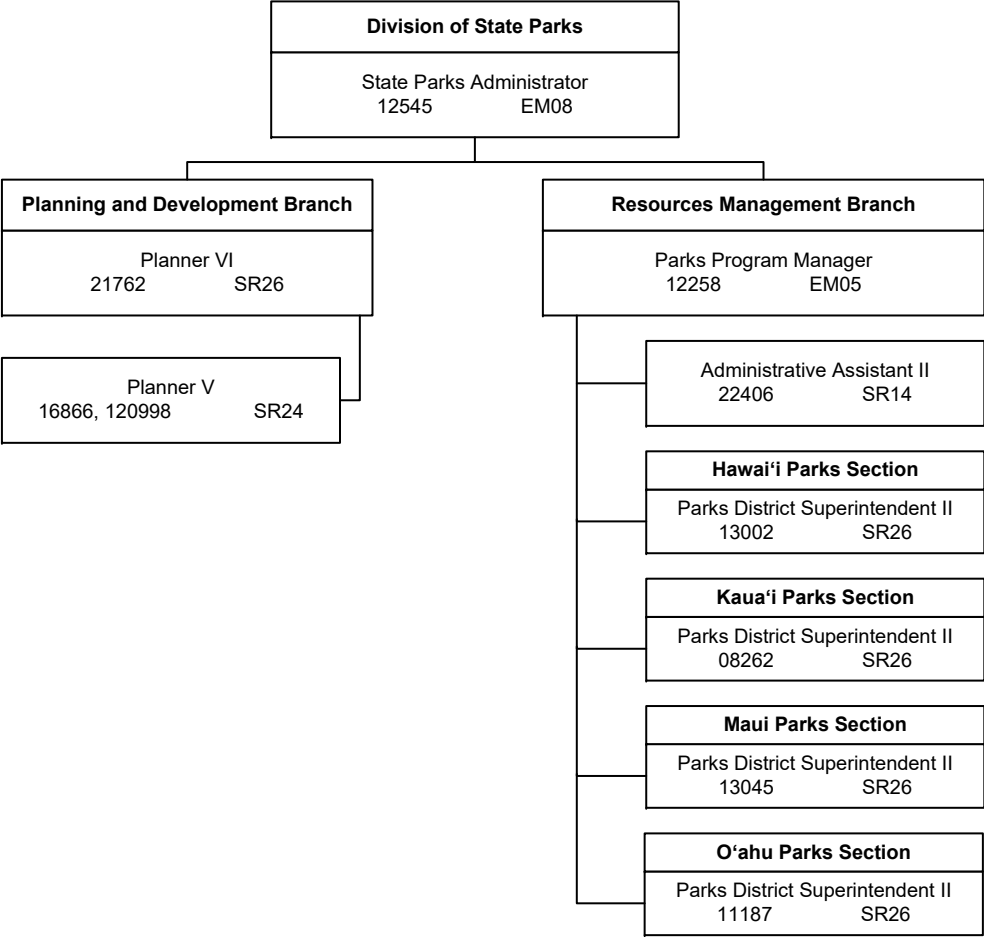 Division of State Parks
State Parks Administrator
12545 EM08
Planning and Development Branch
Planner VI
21762 SR26
Planner V
16866, 120998 SR24
Resources Management Branch
Parks Program Manager
12258 EM05
Administrative Assistant II
22406 SR14
Hawai‘i Parks Section
Parks District Superintendent II
13002 SR26
Kaua‘i Parks Section
Parks District Superintendent II
08262 SR26
Maui Parks Section
Parks District Superintendent II
13045 SR26
O‘ahu Parks Section
Parks District Superintendent II
11187 SR26